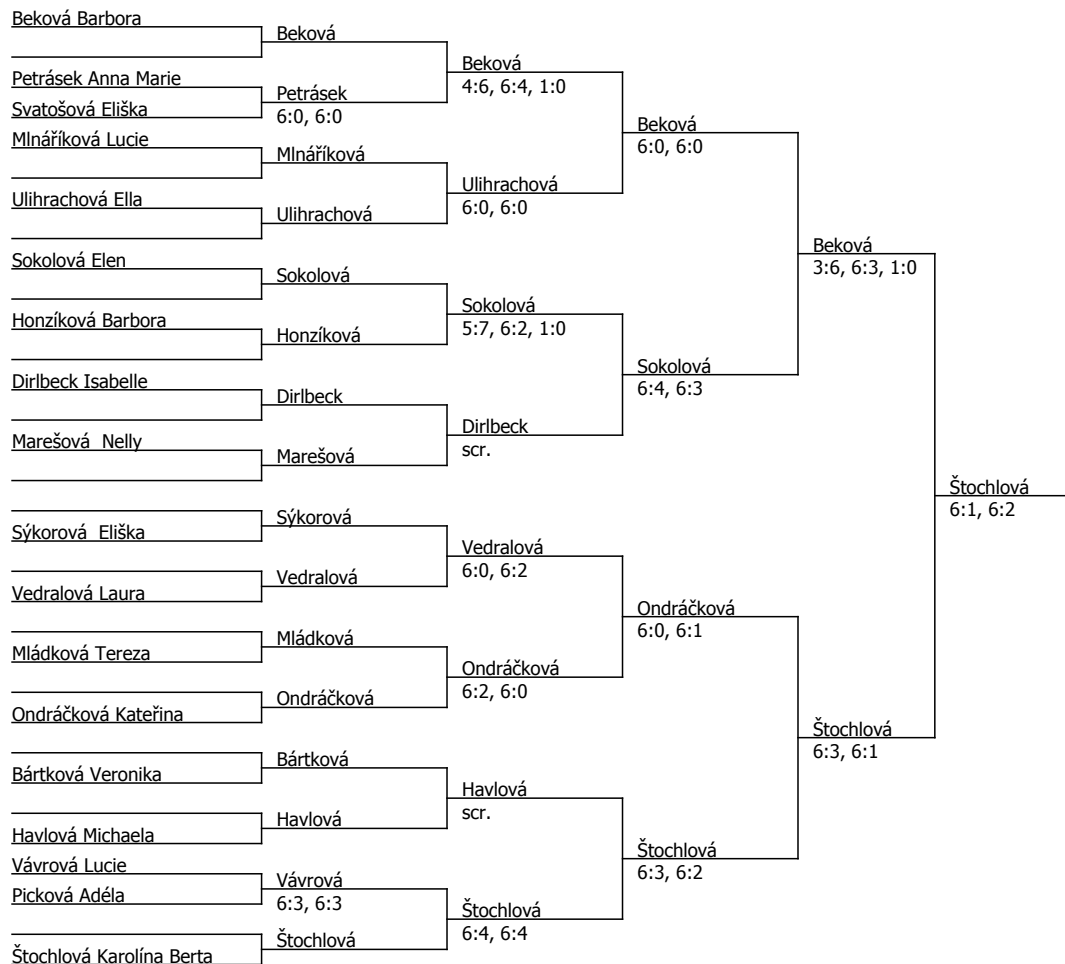 Beková Barbora
Petrásek Anna Marie
Svatošová Eliška
Mlnáříková Lucie
Ulihrachová Ella
Sokolová Elen
Honzíková Barbora
Dirlbeck Isabelle
Marešová  Nelly
Sýkorová  Eliška
Vedralová Laura
Mládková Tereza
Ondráčková Kateřina
Bártková Veronika
Havlová Michaela
Vávrová Lucie
Picková Adéla
Štochlová Karolína Berta
Beková
Petrásek
6:0, 6:0
Mlnáříková
Ulihrachová
Sokolová
Honzíková
Dirlbeck
Marešová
Sýkorová
Vedralová
Mládková
Ondráčková
Bártková
Havlová
Vávrová
6:3, 6:3
Štochlová
Beková
4:6, 6:4, 1:0
Ulihrachová
6:0, 6:0
Sokolová
5:7, 6:2, 1:0
Dirlbeck
scr.
Vedralová
6:0, 6:2
Ondráčková
6:2, 6:0
Havlová
scr.
Štochlová
6:4, 6:4
Beková
6:0, 6:0
Sokolová
6:4, 6:3
Ondráčková
6:0, 6:1
Štochlová
6:3, 6:2
Beková
3:6, 6:3, 1:0
Štochlová
6:3, 6:1
Štochlová
6:1, 6:2